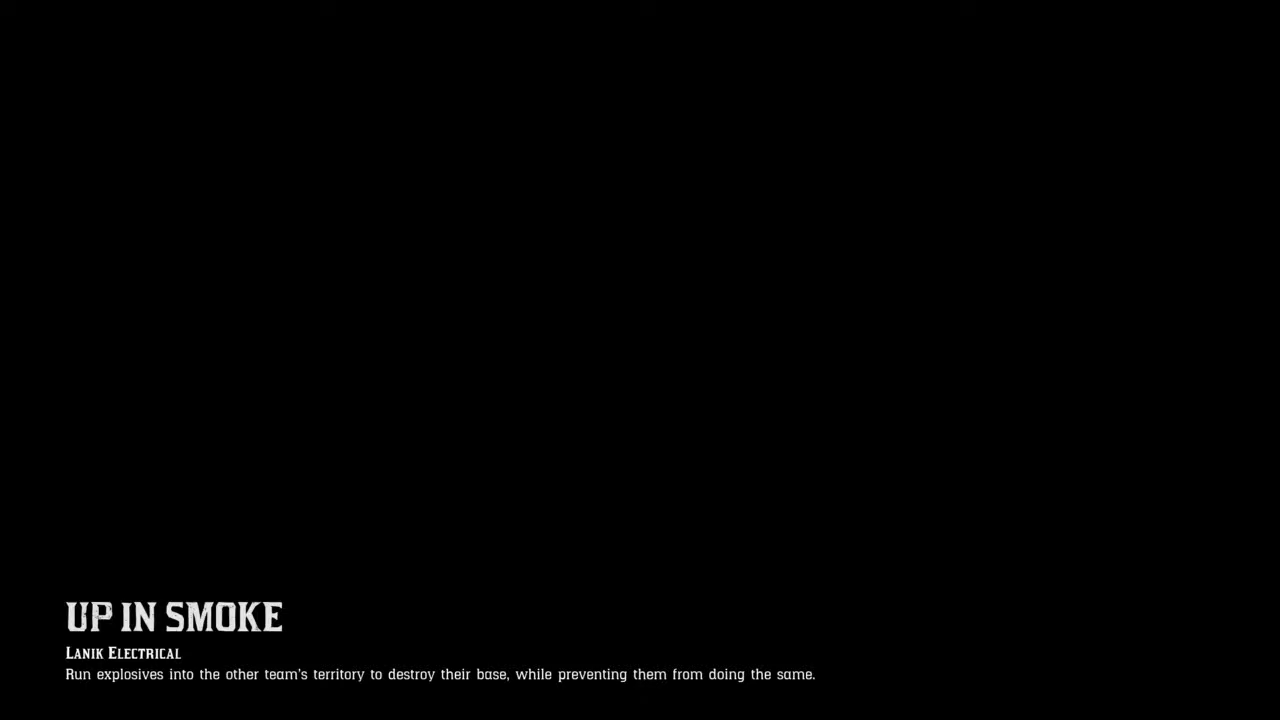 UP IN SMOKE
LANIK ELECTRICAL
Run explosives into the other team's territory to destroy their base, while preventing them from doing the same.